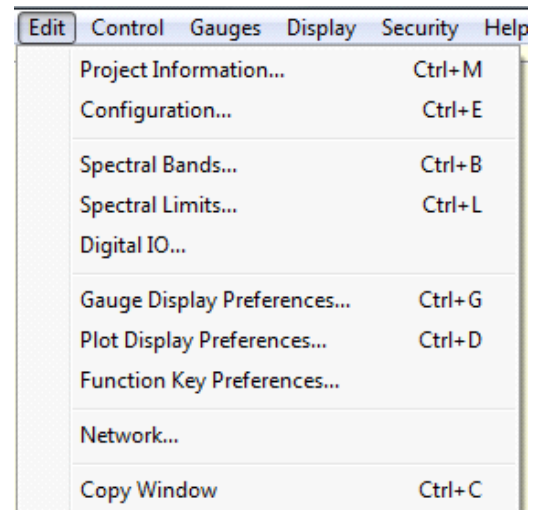 Edit Control Gauges Display Security Help
Project Information... Ctrl+M
Configuration... Ctrl+E
Spectral Bands... Ctrl+B
Spectral Limits... Ctrl+L
Digital IO...
Gauge Display Preferences... Ctrl+G
Plot Display Preferences... Ctrl+D
Function Key Preferences...
Network...
Copy Window Ctrl+C